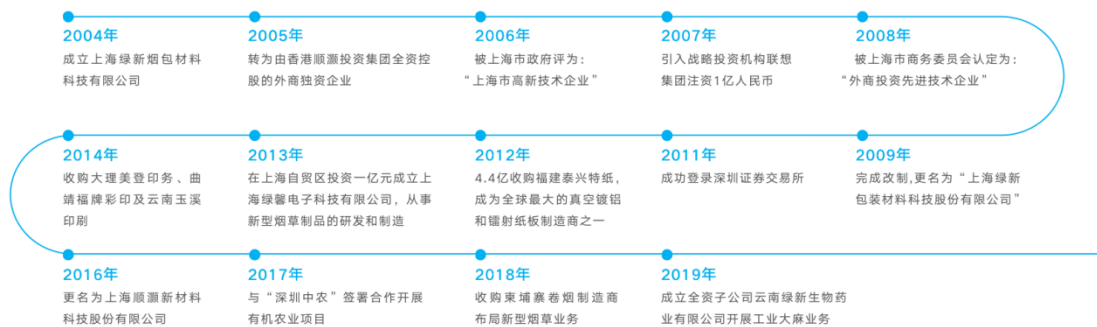 2004年
成立上海绿新烟包材料
科技有限公司
2005年
转为由香港顺灏投资集团全资控
股的外商独资企业
2006年
被上海市政府评为：
“上海市高新技术企业”
2007年
引入战略投资机构联想
集团注资1亿人民币
2008年
被上海市商务委员会认定为：
“外商投资先进技术企业”
2014年
收购大理美登印务、曲
靖福牌彩印及云南玉溪
印刷
2013年
在上海自贸区投资一亿元成立上
海绿馨电子科技有限公司，从事
新型烟草制品的研发和制造
2012年
4.4亿收购福建泰兴特纸，
成为全球最大的真空镀铝
和镭射纸板制造商之一
2011年
成功登录深圳证券交易所
2009年
完成改制,更名为“上海绿新
包装材料科技股份有限公司”
2016年
更名为上海顺灏新材料
科技股份有限公司
2017年
与“深圳中农”签署合作开展
有机农业项目
2018年
收购柬埔寨卷烟制造商
布局新型烟草业务
2019年
成立全资子公司云南绿新生物药
业有限公司开展工业大麻业务